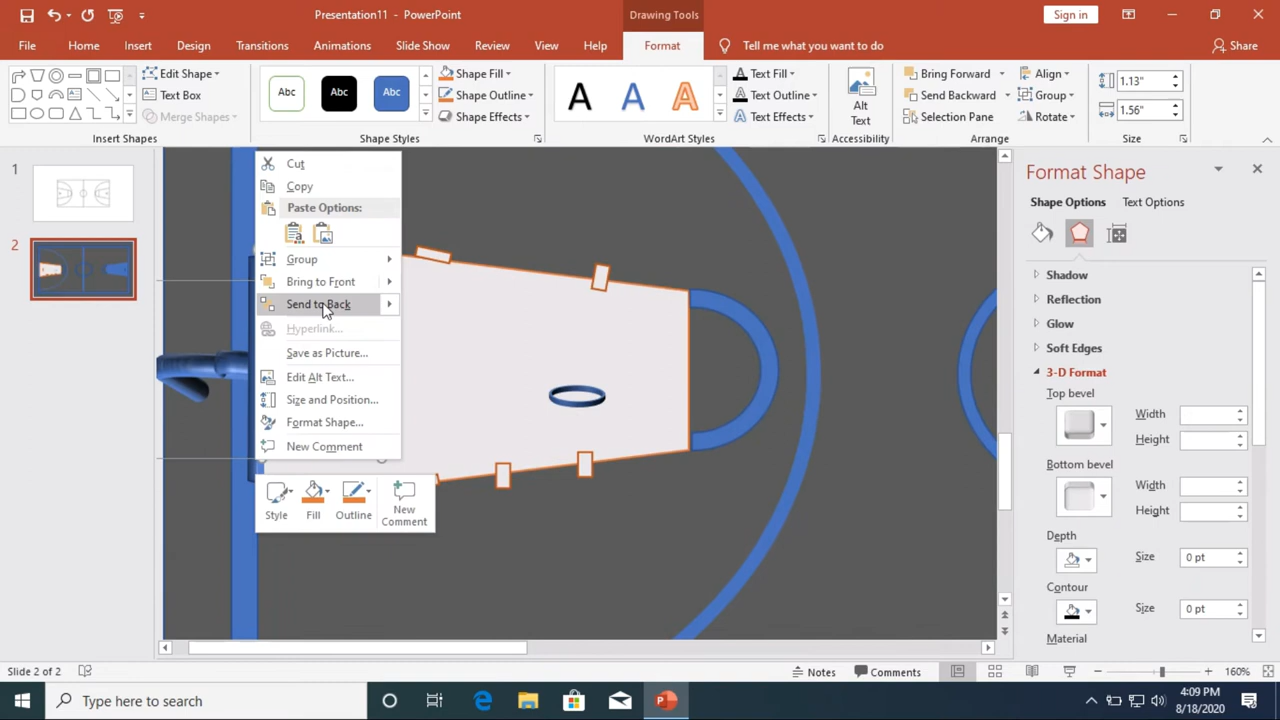 Presentation11 - PowerPoint
Drawing Tools
Sign in
File Home Insert Design Transitions Animations Slide Show Review View Help Format Tell me what you want to do Share
Edit Shape
Text Box
Merge Shapes
Insert Shapes
Abc Abc Abc
Shape Fill
Shape Outline
Shape Effects
Shape Styles
A A A
Text Fill
Text Outline
Text Effects
WordArt Styles
Alt
Text
Accessibility
Bring Forward
Send Backward
Selection Pane
Align
Group
Rotate
Arrange
1.13"
1.56"
Size
1
2
Cut
Copy
Paste Options:
Group
Bring to Front
Send to Back
Hyperlink...
Save as Picture...
Edit Alt Text...
Size and Position...
Format Shape...
New Comment
Style Fill Outline New
Comment
Format Shape
Shape Options Text Options
Shadow
Reflection
Glow
Soft Edges
3-D Format
Top bevel
Width
Height
Bottom bevel
Width
Height
Depth
Size 0 pt
Contour
Size 0 pt
Material
Slide 2 of 2
Notes Comments 160%
Type here to search
4:09 PM
8/18/2020